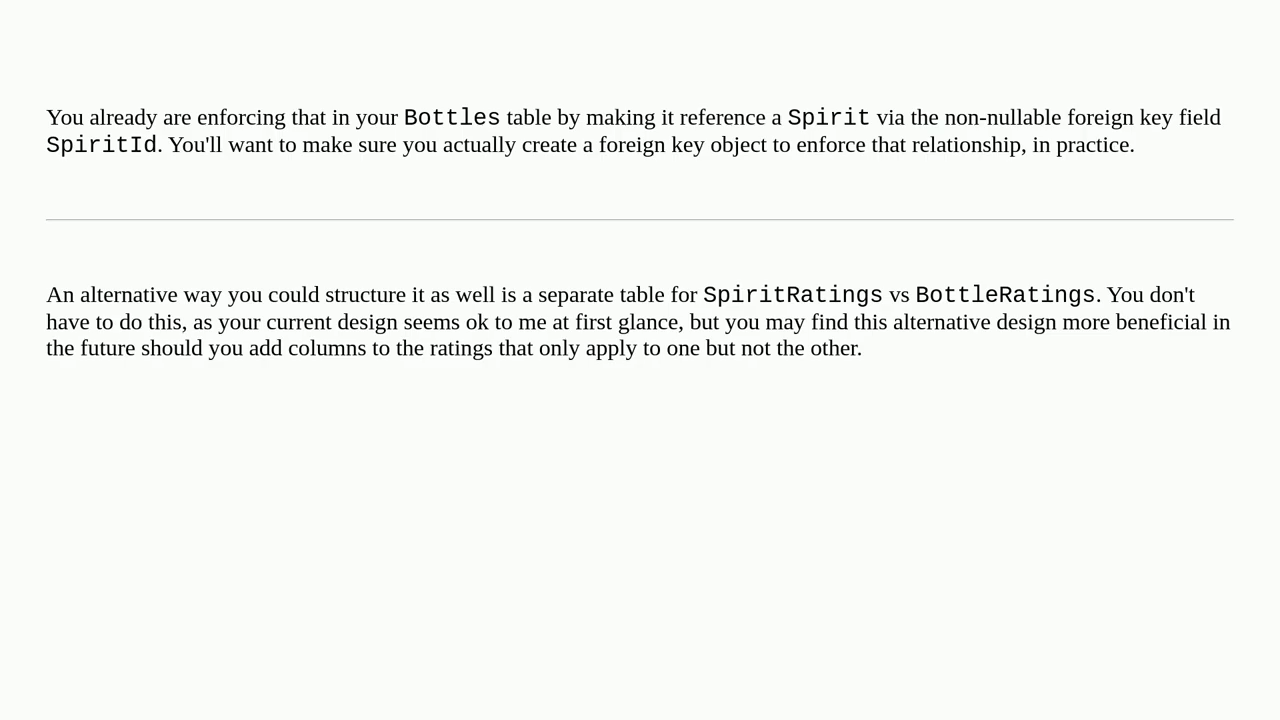 You already are enforcing that in your Bottles table by making it reference a Spirit via the non-nullable foreign key field
SpiritId. You'll want to make sure you actually create a foreign key object to enforce that relationship, in practice.
An alternative way you could structure it as well is a separate table for SpiritRatings vs BottleRatings. You don't
have to do this, as your current design seems ok to me at first glance, but you may find this alternative design more beneficial in
the future should you add columns to the ratings that only apply to one but not the other.